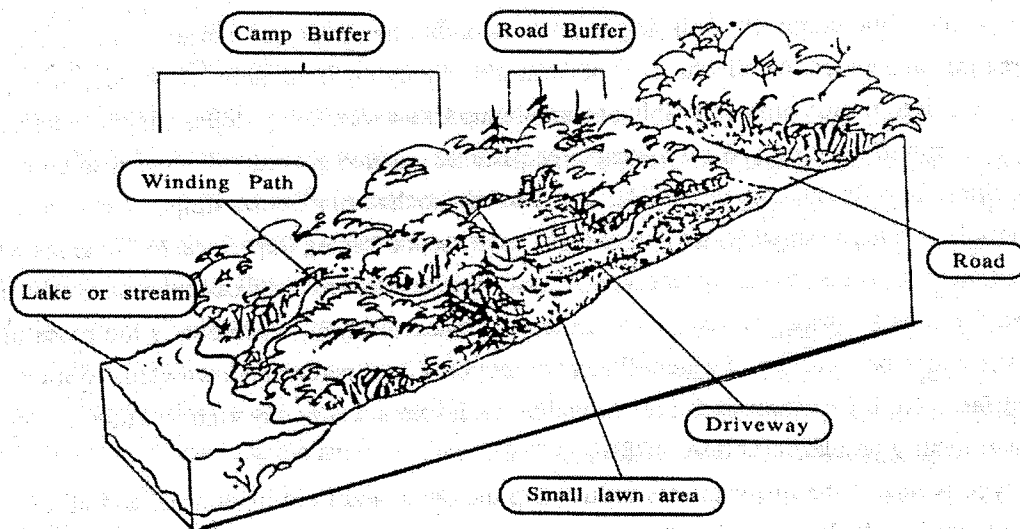 Camp Buffer
Road Buffer
Winding Path
Lake or stream
Road
Driveway
Small lawn area